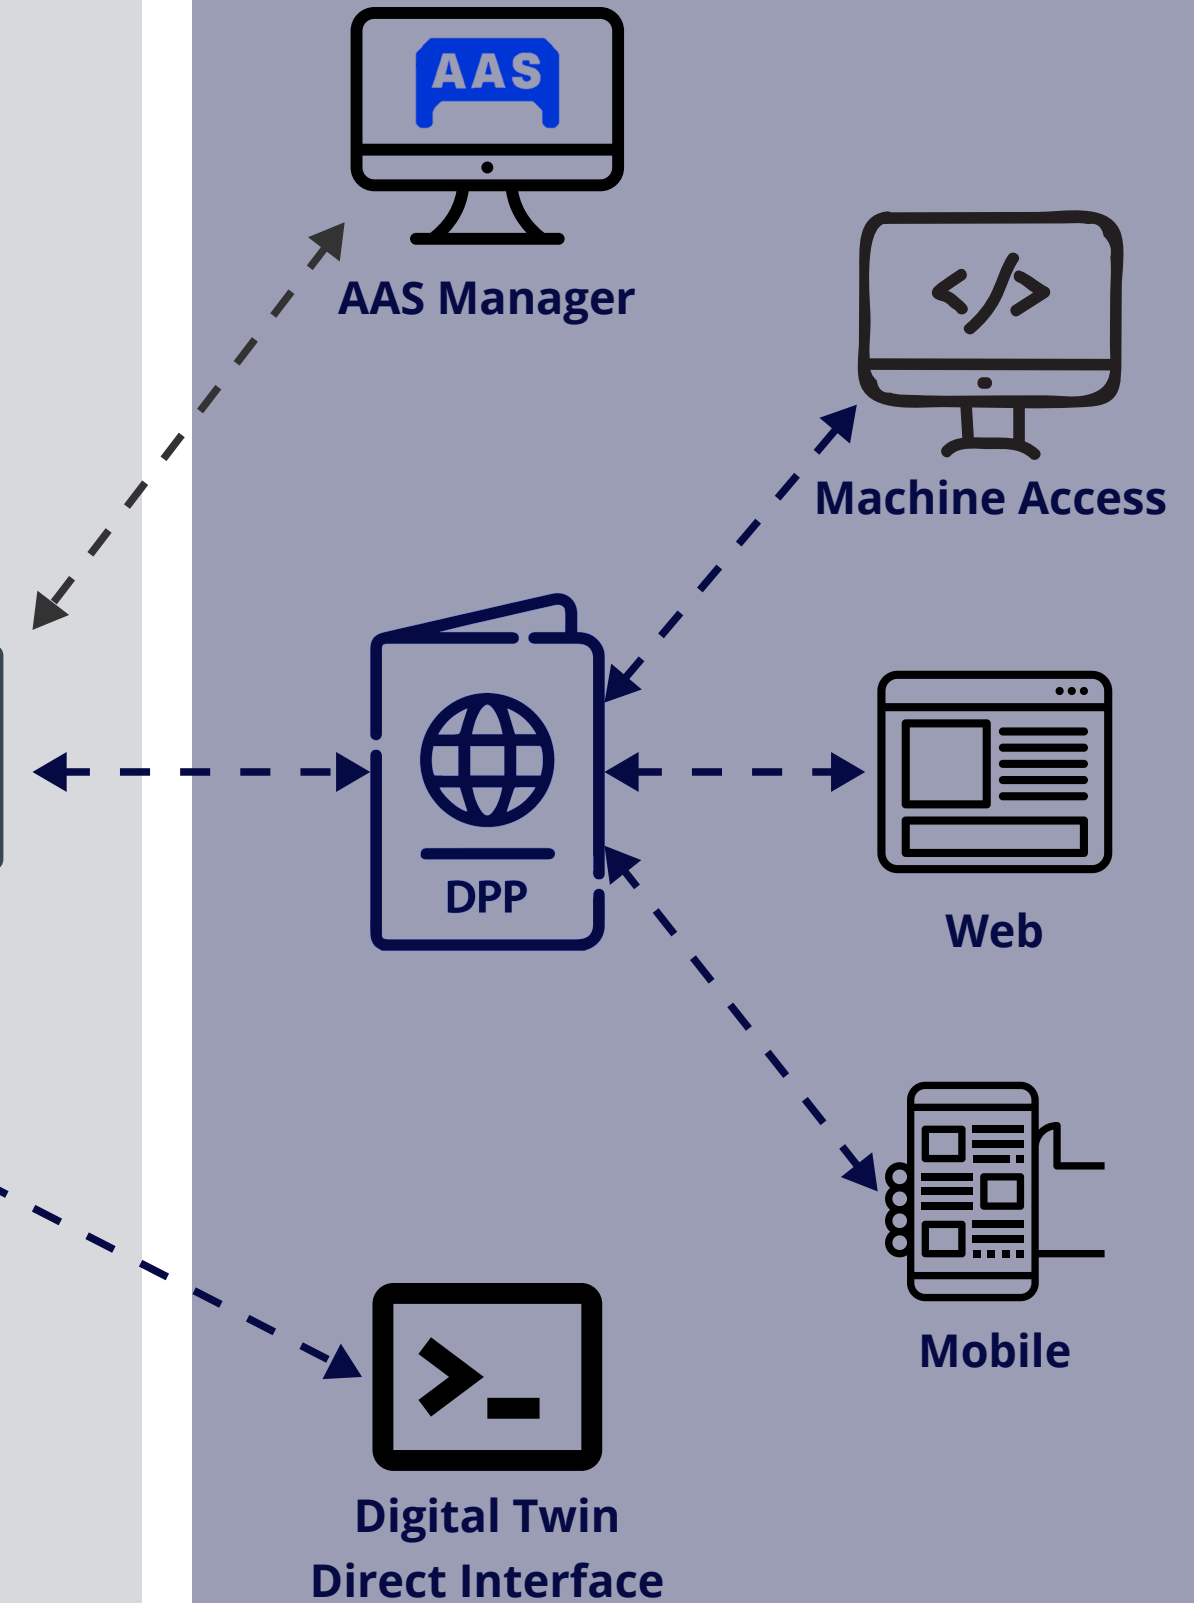 AAS
AAS Manager
</>
Machine Access
DPP
Web
Mobile
>_
Digital Twin
Direct Interface